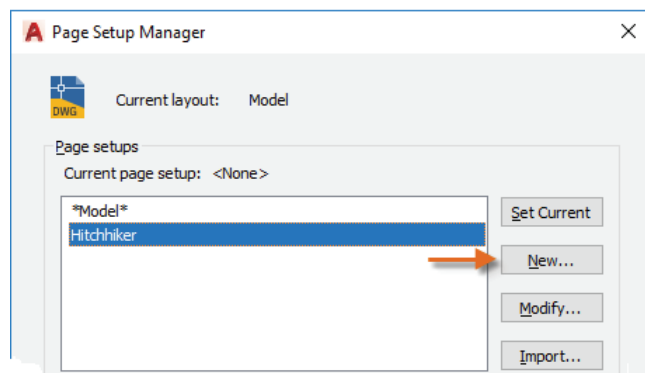 Page Setup Manager
DWG
Current layout: Model
Page setups
Current page setup: <None>
*Model*
Hitchhiker
Set Current
New...
Modify...
Import...